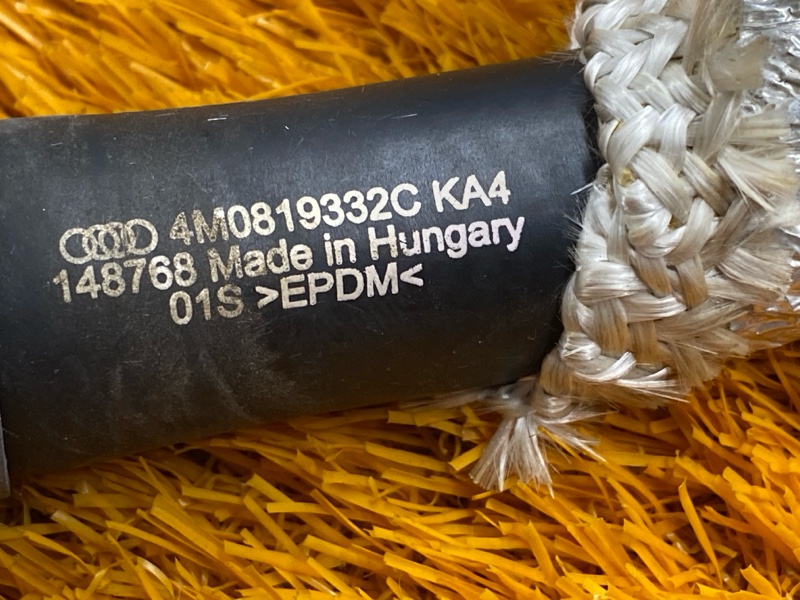 4M0819332C KA4
148768 Made in Hungary
01S >EPDM<